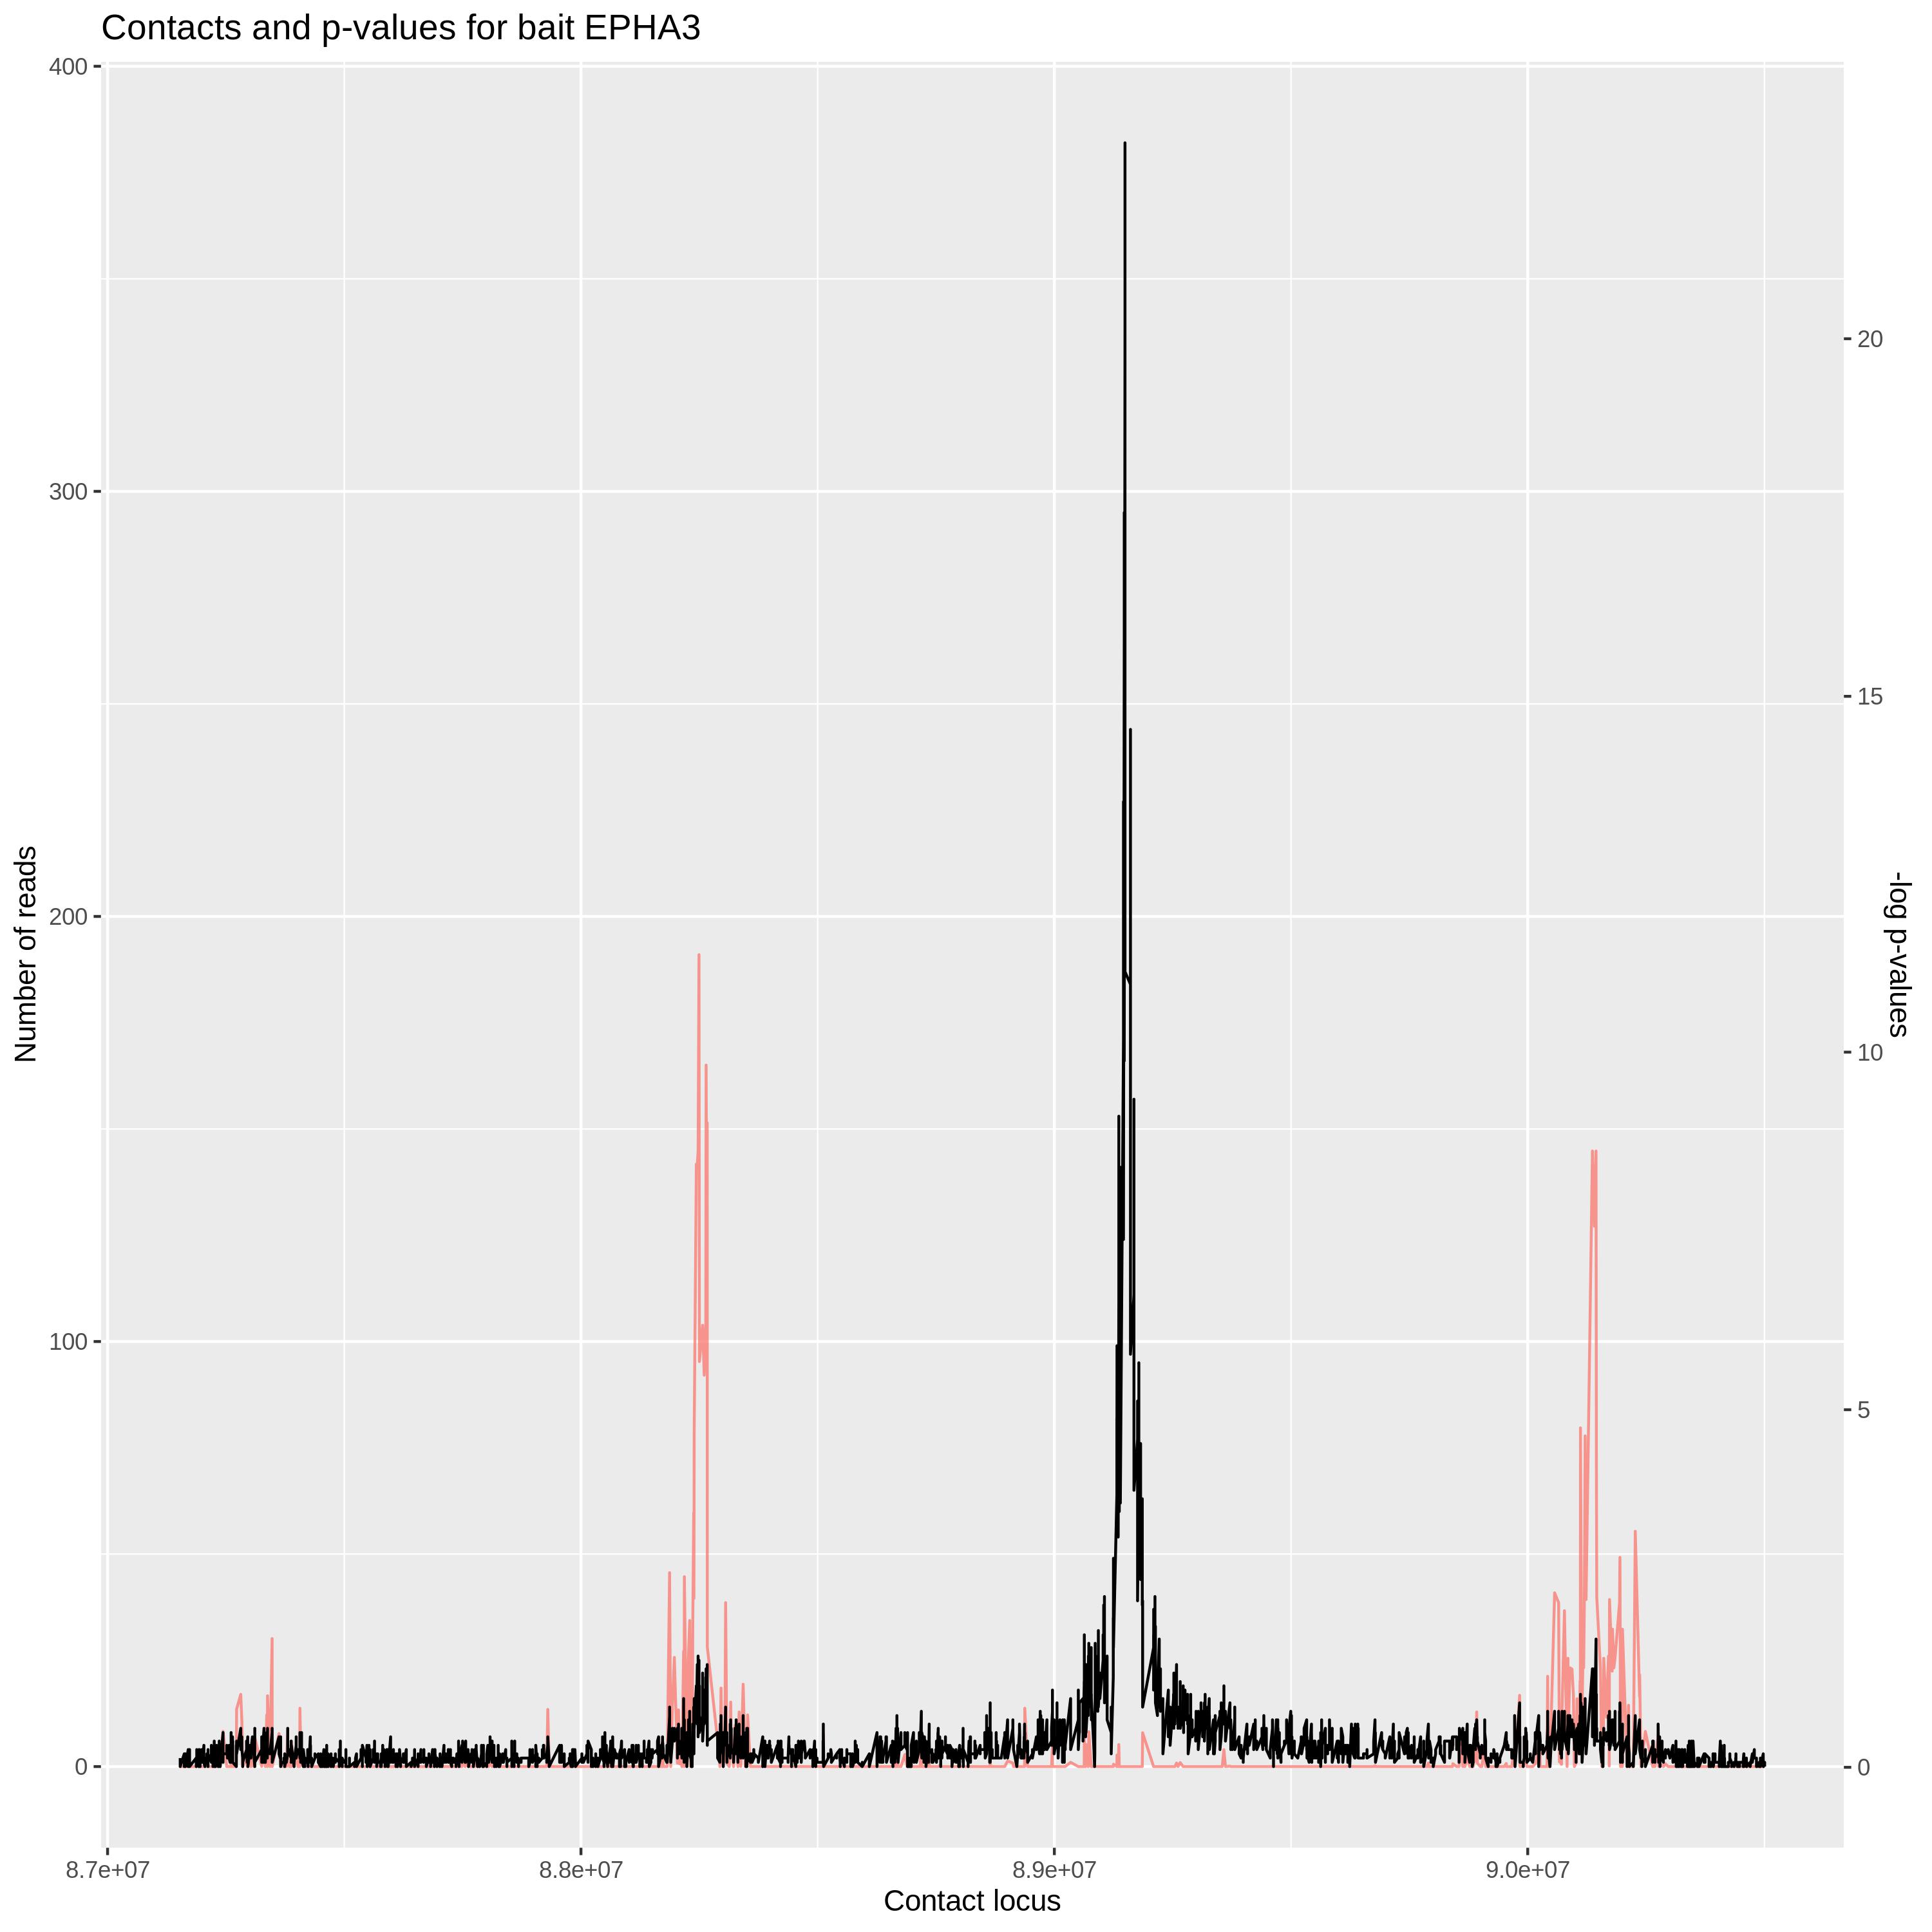 Contacts and p-values for bait EPHA3
400
300
200
100
0
Number of reads
20
15
10
5
0
-log p-values
8.7e+07
8.8e+07
8.9e+07
9.0e+07
Contact locus